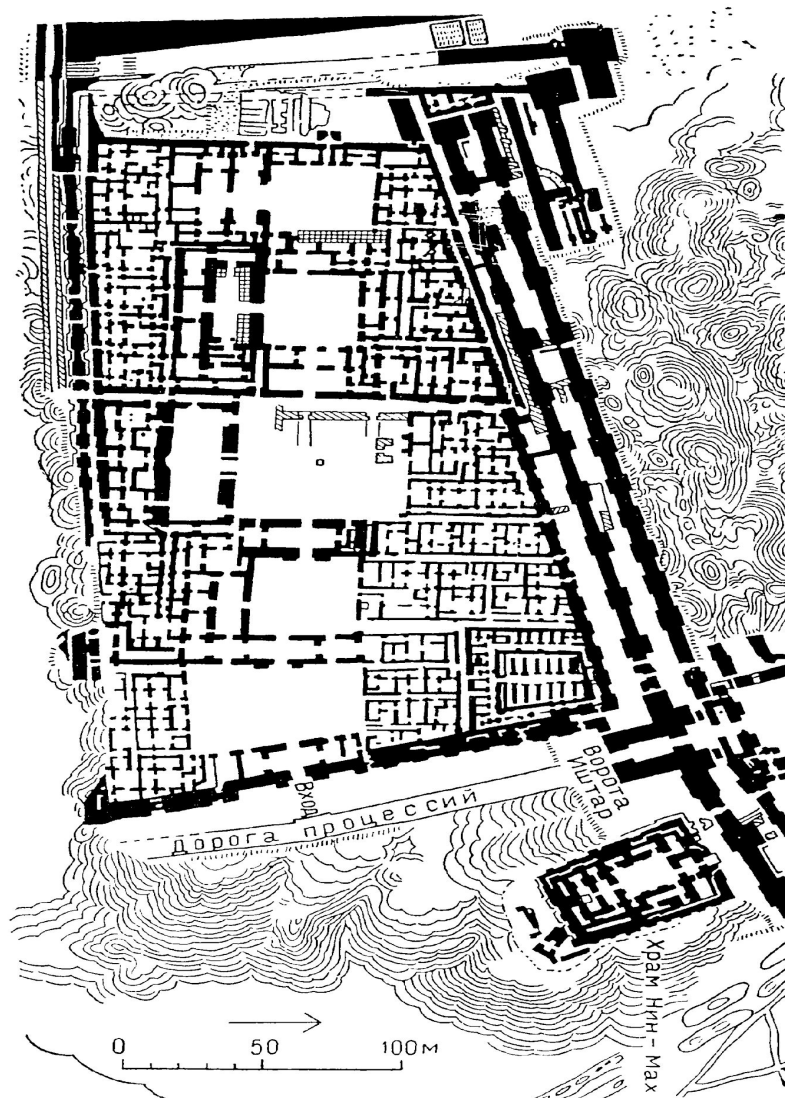 Ворота
Иштар
Вход
Дорога процессий
Храм Нин-Мах
0 50 100м